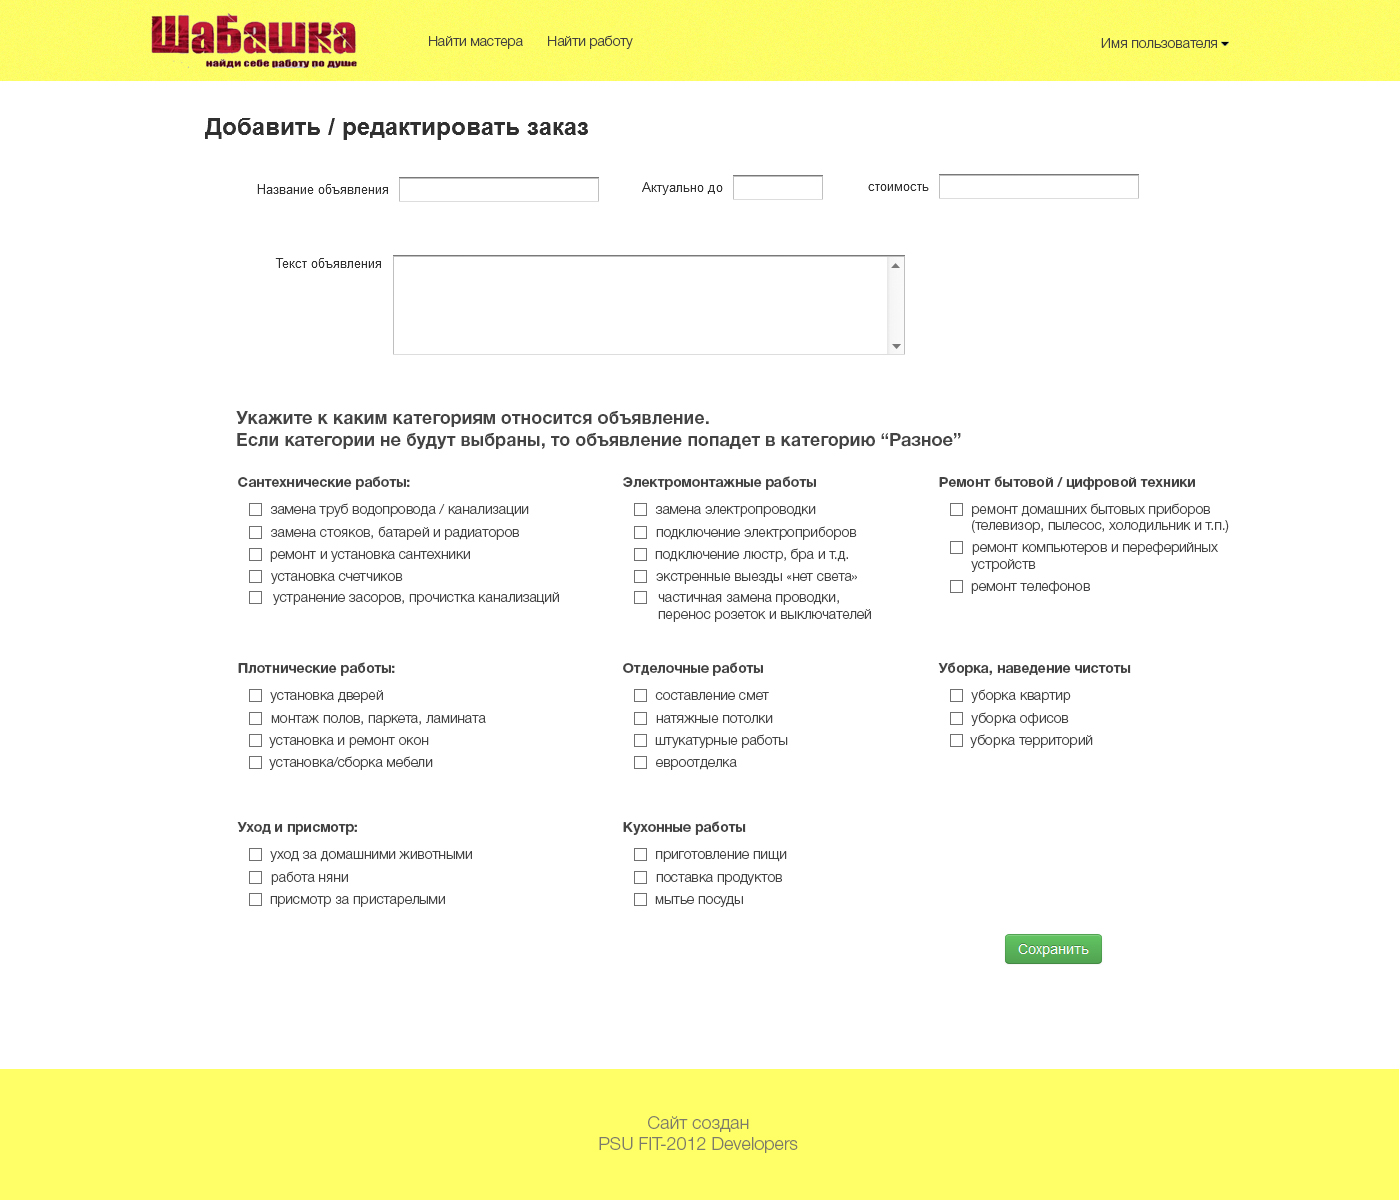 ШаБашка
найди себе работу по душе
Найти мастера
Найти работу
Имя пользователя
Добавить / редактировать заказ
Название объявления
Актуально до
стоимость
Текст объявления
Укажите к каким категориям относится объявление.
Если категории не будут выбраны, то объявление попадет в категорию “Разное”
Сантехнические работы:
замена труб водопровода / канализации
замена стояков, батарей и радиаторов
ремонт и установка сантехники
установка счетчиков
устранение засоров, прочистка канализаций
Электромонтажные работы
замена электропроводки
подключение электроприборов
подключение люстр, бра и т.д.
экстренные выезды «нет света»
частичная замена проводки,
перенос розеток и выключателей
Ремонт бытовой / цифровой техники
ремонт домашних бытовых приборов
(телевизор, пылесос, холодильник и т.п.)
ремонт компьютеров и переферийных
устройств
ремонт телефонов
Плотнические работы:
установка дверей
монтаж полов, паркета, ламината
установка и ремонт окон
установка/сборка мебели
Отделочные работы
составление смет
натяжные потолки
штукатурные работы
евроотделка
Уборка, наведение чистоты
уборка квартир
уборка офисов
уборка территорий
Уход и присмотр:
уход за домашними животными
работа няни
присмотр за пристарелыми
Кухонные работы
приготовление пищи
поставка продуктов
мытье посуды
Сохранить
Сайт создан
PSU FIT-2012 Developers